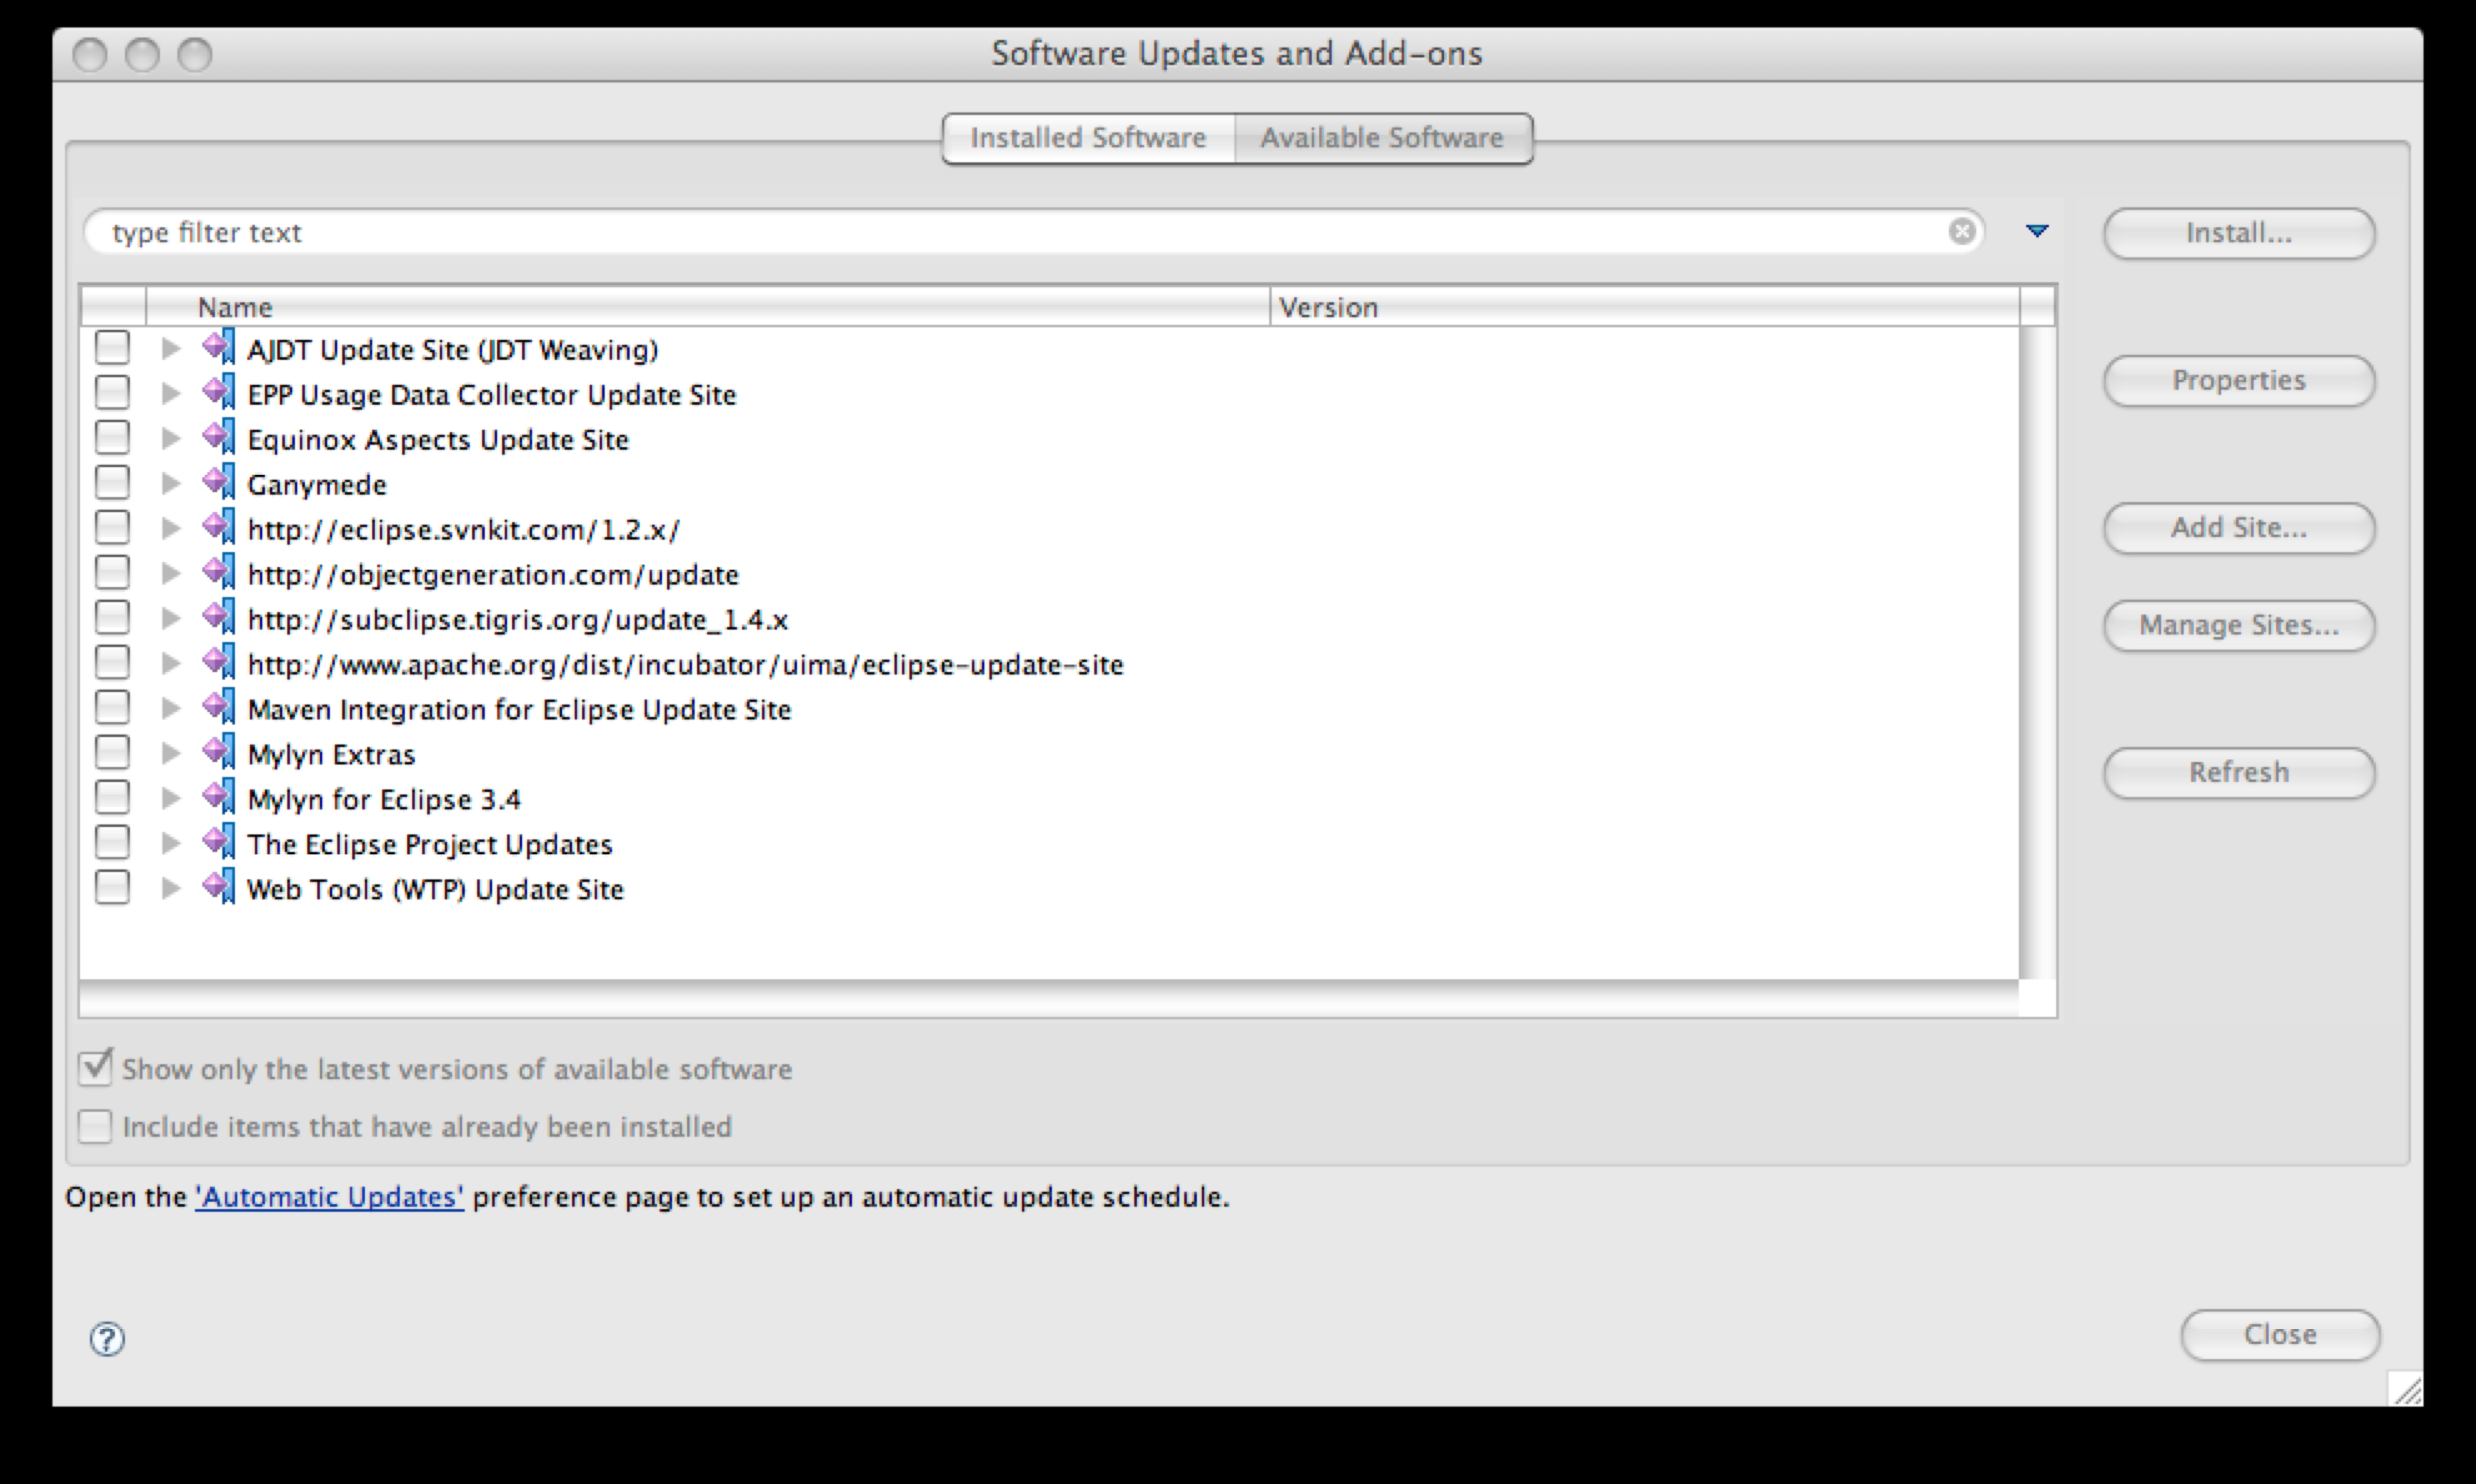 Software Updates and Add-ons
Installed Software
Available Software
type filter text
Install...
Name
Version
AJDT Update Site (JDT Weaving)
EPP Usage Data Collector Update Site
Properties
Equinox Aspects Update Site
Ganymede
http://eclipse.svnkit.com/1.2.x/
Add Site...
http://objectgeneration.com/update
http://subclipse.tigris.org/update_1.4.x
Manage Sites...
http://www.apache.org/dist/incubator/uima/eclipse-update-site
Maven Integration for Eclipse Update Site
Mylyn Extras
Refresh
Mylyn for Eclipse 3.4
The Eclipse Project Updates
Web Tools (WTP) Update Site
Show only the latest versions of available software
Include items that have already been installed
Open the 'Automatic Updates' preference page to set up an automatic update schedule.
?
Close